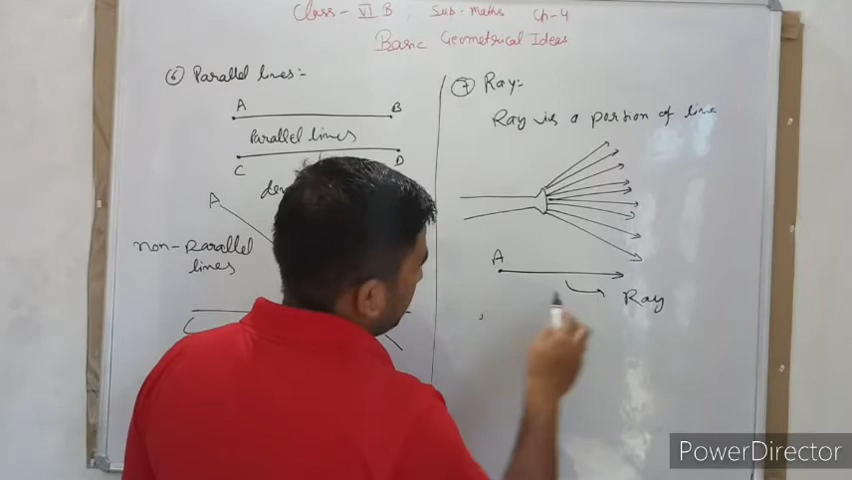 Class - VI B, Sub - Maths Ch-4
Basic Geometrical Ideas
⑥ Parallel lines:-
A B
Parallel lines
C D
A
non-parallel
lines
⑦ Ray:-
Ray is a portion of line
A
Ray
PowerDirector